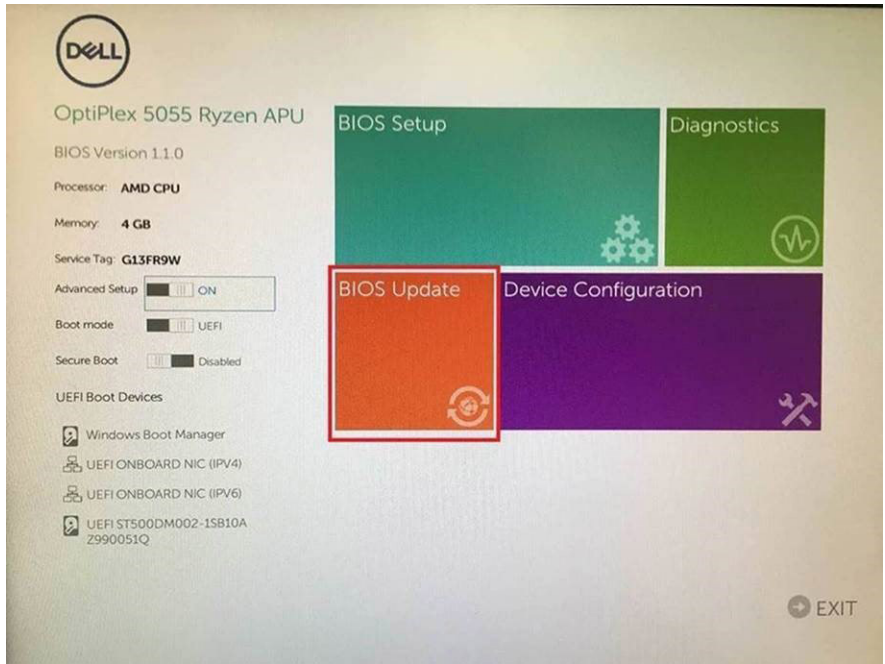 DELL
OptiPlex 5055 Ryzen APU
BIOS Version 1.1.0
Processor: AMD CPU
Memory: 4 GB
Service Tag: G13FR9W
Advanced Setup ON
Boot mode UEFI
Secure Boot Disabled
UEFI Boot Devices
Windows Boot Manager
UEFI ONBOARD NIC (IPV4)
UEFI ONBOARD NIC (IPV6)
UEFI ST500DM002-1SB10A
Z990051Q
BIOS Setup
Diagnostics
BIOS Update
Device Configuration
EXIT